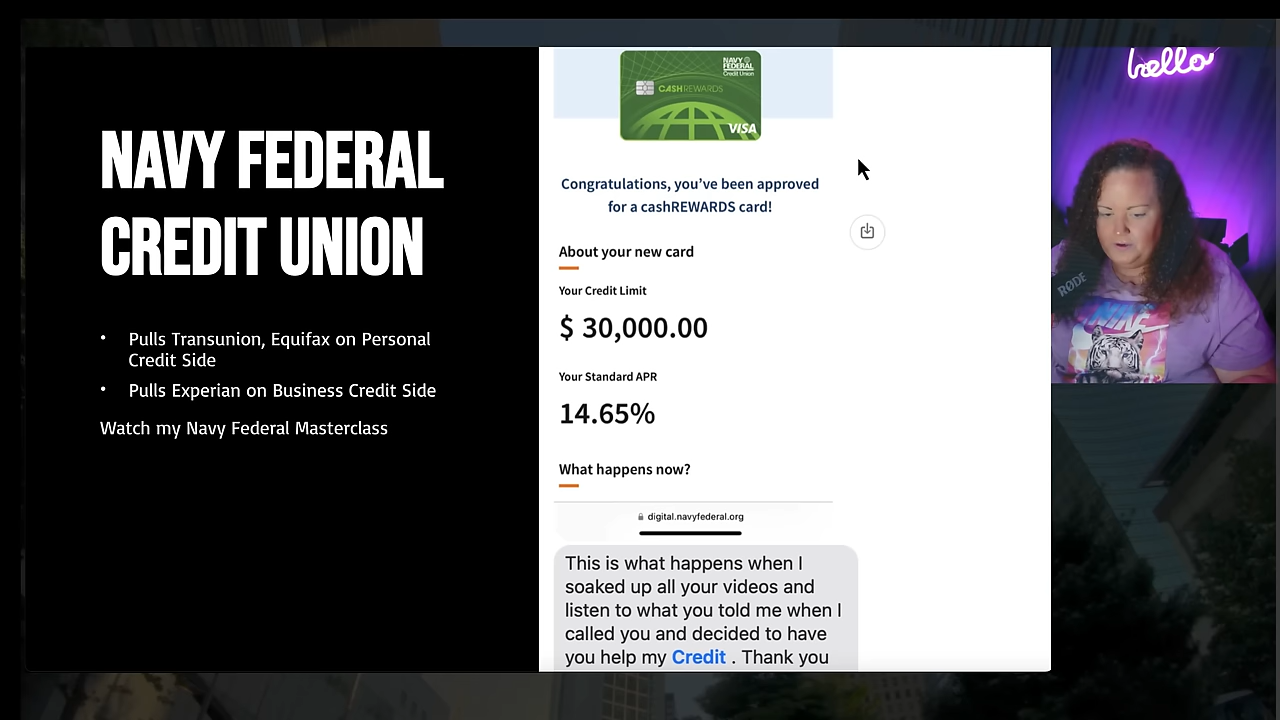 NAVY FEDERAL
CREDIT UNION
• Pulls Transunion, Equifax on Personal
Credit Side
• Pulls Experian on Business Credit Side
Watch my Navy Federal Masterclass
NAVY
FEDERAL
Credit Union
CASHREWARDS
VISA
Congratulations, you’ve been approved
for a cashREWARDS card!
About your new card
Your Credit Limit
$ 30,000.00
Your Standard APR
14.65%
What happens now?
digital.navyfederal.org
This is what happens when I
soaked up all your videos and
listen to what you told me when I
called you and decided to have
you help my Credit . Thank you
hello
RØDE
NIKE